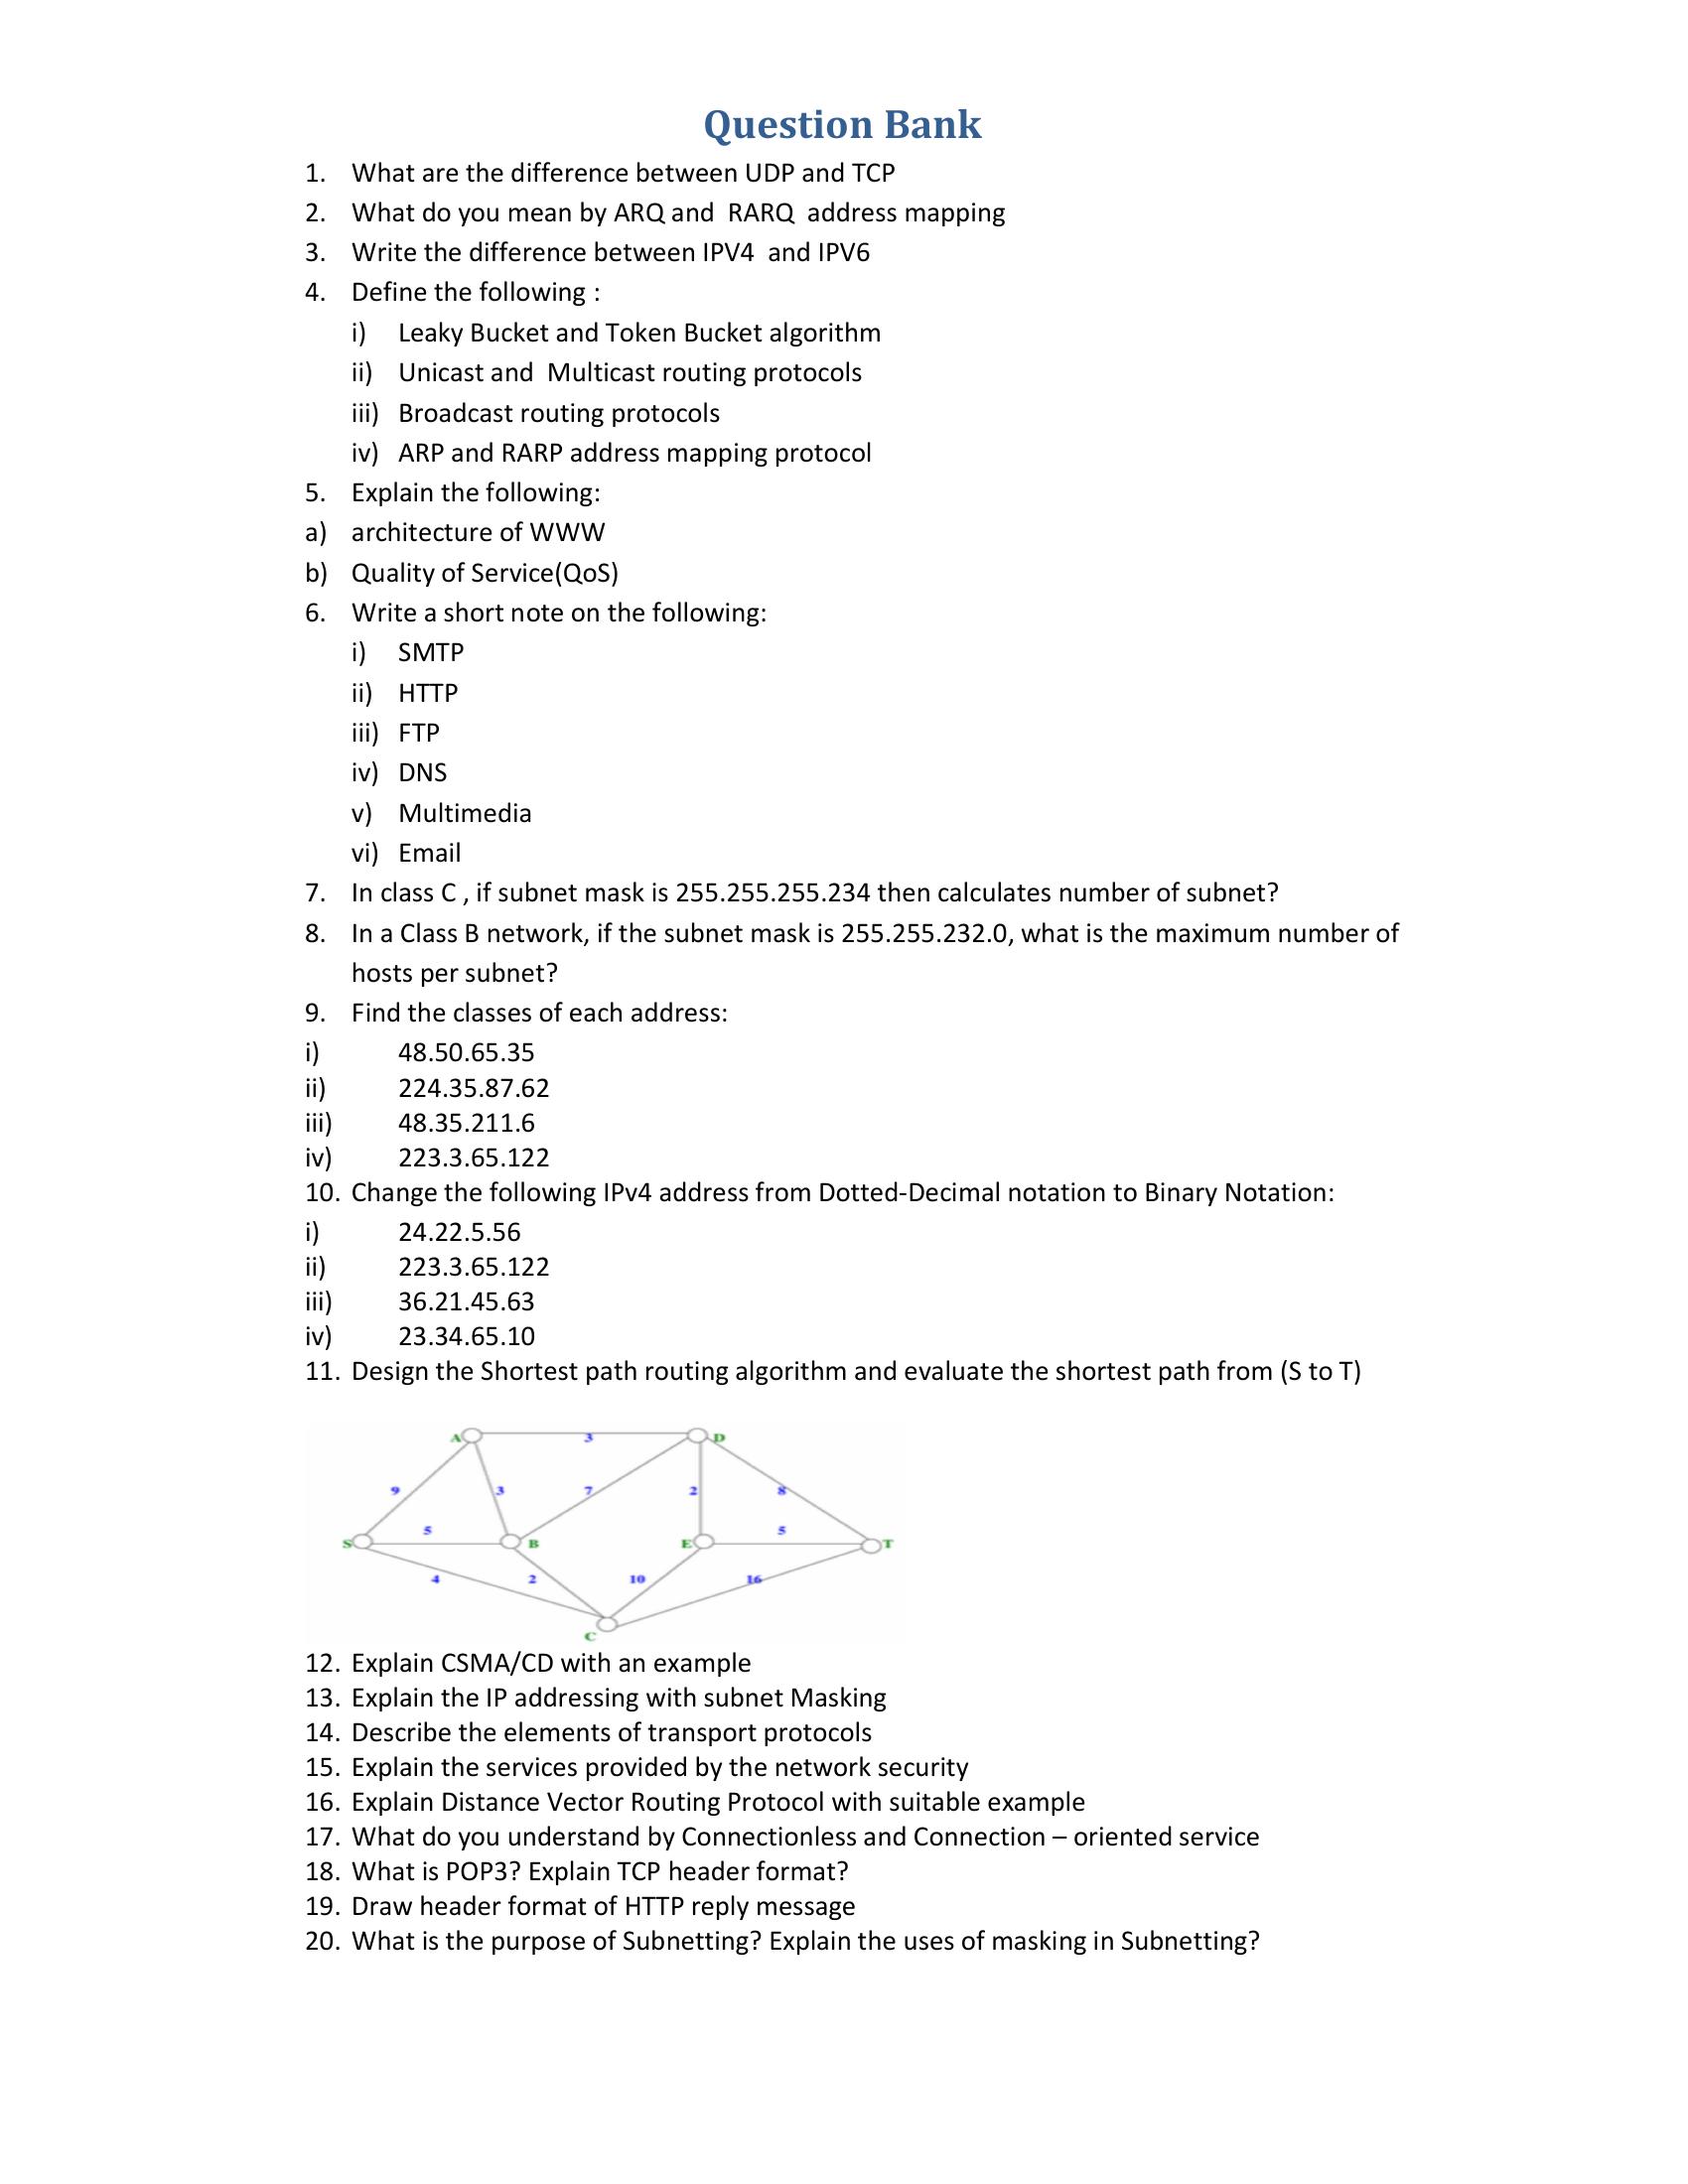 Question Bank
1. What are the difference between UDP and TCP
2. What do you mean by ARQ and RARQ address mapping
3. Write the difference between IPV4 and IPV6
4. Define the following :
i) Leaky Bucket and Token Bucket algorithm
ii) Unicast and Multicast routing protocols
iii) Broadcast routing protocols
iv) ARP and RARP address mapping protocol
5. Explain the following:
a) architecture of WWW
b) Quality of Service(QoS)
6. Write a short note on the following:
i) SMTP
ii) HTTP
iii) FTP
iv) DNS
v) Multimedia
vi) Email
7. In class C , if subnet mask is 255.255.255.234 then calculates number of subnet?
8. In a Class B network, if the subnet mask is 255.255.232.0, what is the maximum number of
hosts per subnet?
9. Find the classes of each address:
i) 48.50.65.35
ii) 224.35.87.62
iii) 48.35.211.6
iv) 223.3.65.122
10. Change the following IPv4 address from Dotted-Decimal notation to Binary Notation:
i) 24.22.5.56
ii) 223.3.65.122
iii) 36.21.45.63
iv) 23.34.65.10
11. Design the Shortest path routing algorithm and evaluate the shortest path from (S to T)
A 3 D
9 3 7 2 8
5 5
S B E T
4 2 10 16
C
12. Explain CSMA/CD with an example
13. Explain the IP addressing with subnet Masking
14. Describe the elements of transport protocols
15. Explain the services provided by the network security
16. Explain Distance Vector Routing Protocol with suitable example
17. What do you understand by Connectionless and Connection – oriented service
18. What is POP3? Explain TCP header format?
19. Draw header format of HTTP reply message
20. What is the purpose of Subnetting? Explain the uses of masking in Subnetting?